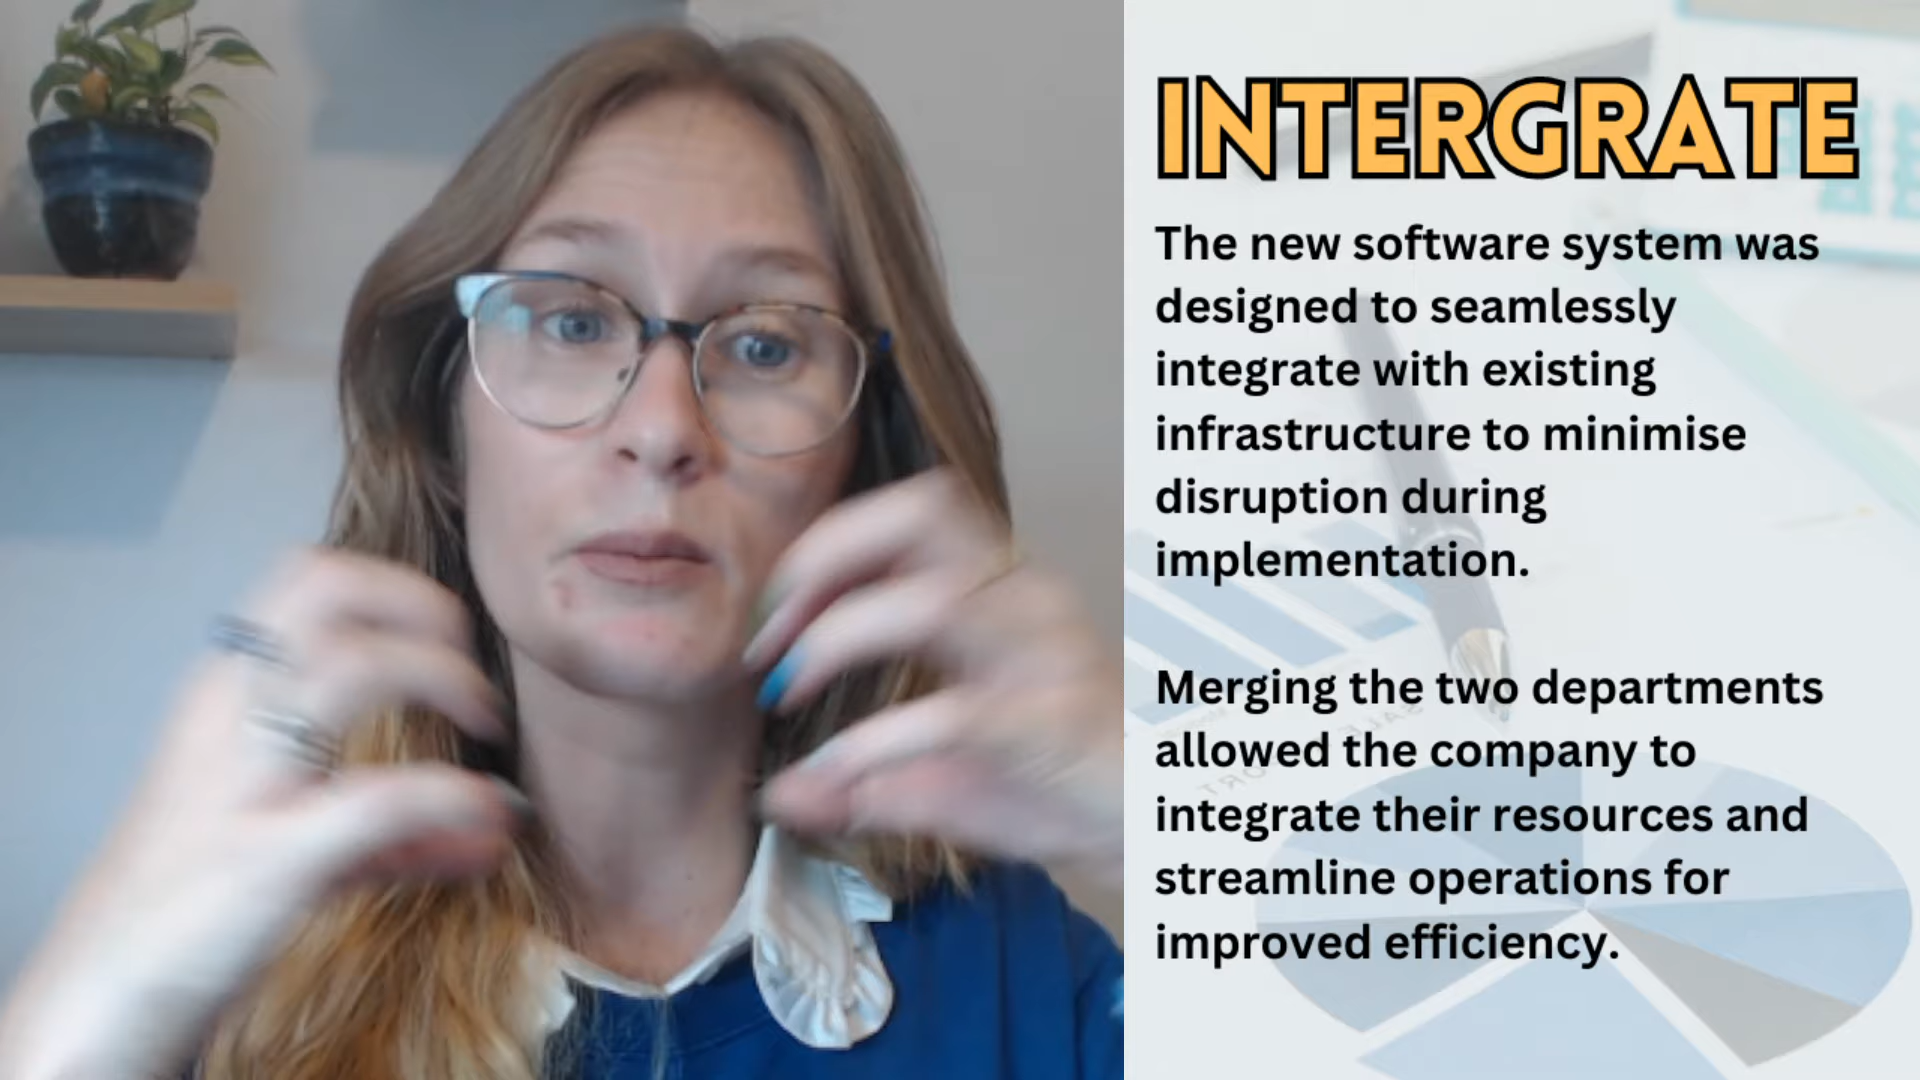 INTERGRATE
The new software system was
designed to seamlessly
integrate with existing
infrastructure to minimise
disruption during
implementation.
Merging the two departments
allowed the company to
integrate their resources and
streamline operations for
improved efficiency.